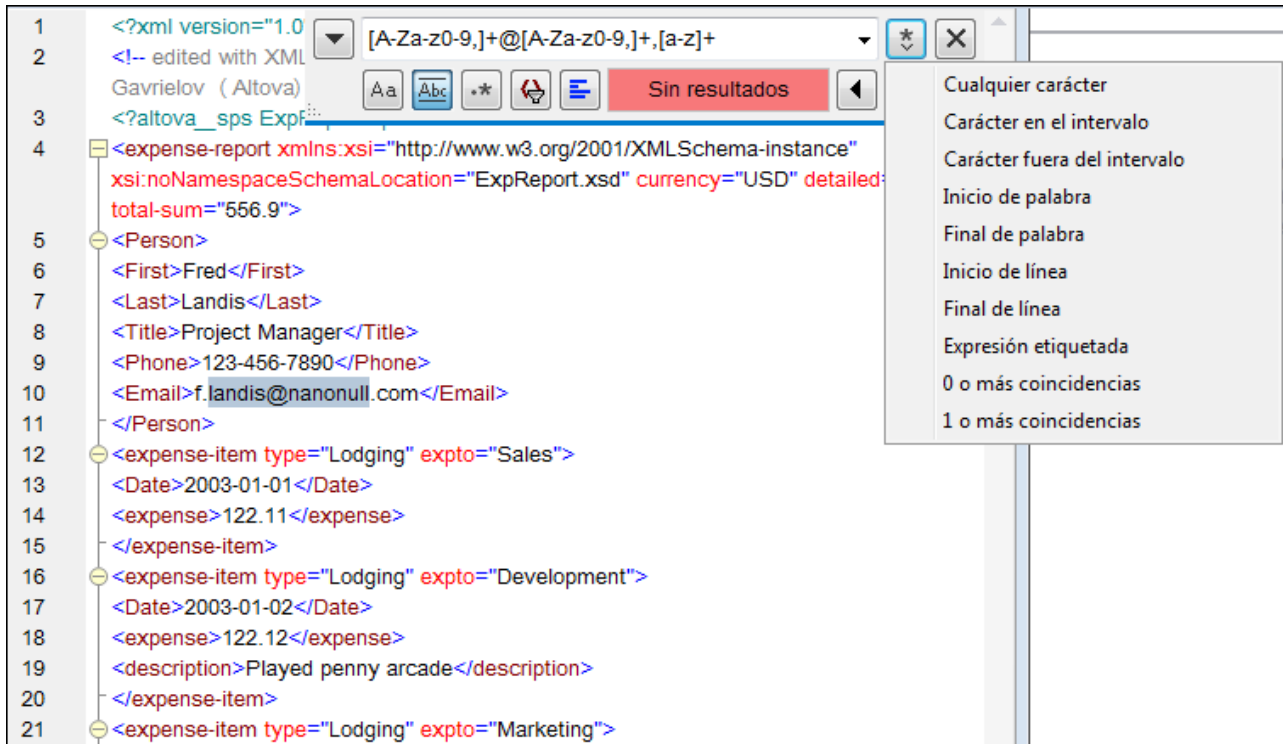 [A-Za-z0-9,]+@[A-Za-z0-9,]+,[a-z]+
Aa Abc .* Sin resultados
Cualquier carácter
Carácter en el intervalo
Carácter fuera del intervalo
Inicio de palabra
Final de palabra
Inicio de línea
Final de línea
Expresión etiquetada
0 o más coincidencias
1 o más coincidencias
1 <?xml version="1.0
2 <!-- edited with XML
Gavrielov ( Altova)
3 <?altova_sps
4 <expense-report xmlns:xsi="http://www.w3.org/2001/XMLSchema-instance"
xsi:noNamespaceSchemaLocation="ExpReport.xsd" currency="USD" detailed=
total-sum="556.9">
5 <Person>
6 <First>Fred</First>
7 <Last>Landis</Last>
8 <Title>Project Manager</Title>
9 <Phone>123-456-7890</Phone>
10 <Email>f.landis@nanonull.com</Email>
11 </Person>
12 <expense-item type="Lodging" expto="Sales">
13 <Date>2003-01-01</Date>
14 <expense>122.11</expense>
15 </expense-item>
16 <expense-item type="Lodging" expto="Development">
17 <Date>2003-01-02</Date>
18 <expense>122.12</expense>
19 <description>Played penny arcade</description>
20 </expense-item>
21 <expense-item type="Lodging" expto="Marketing">